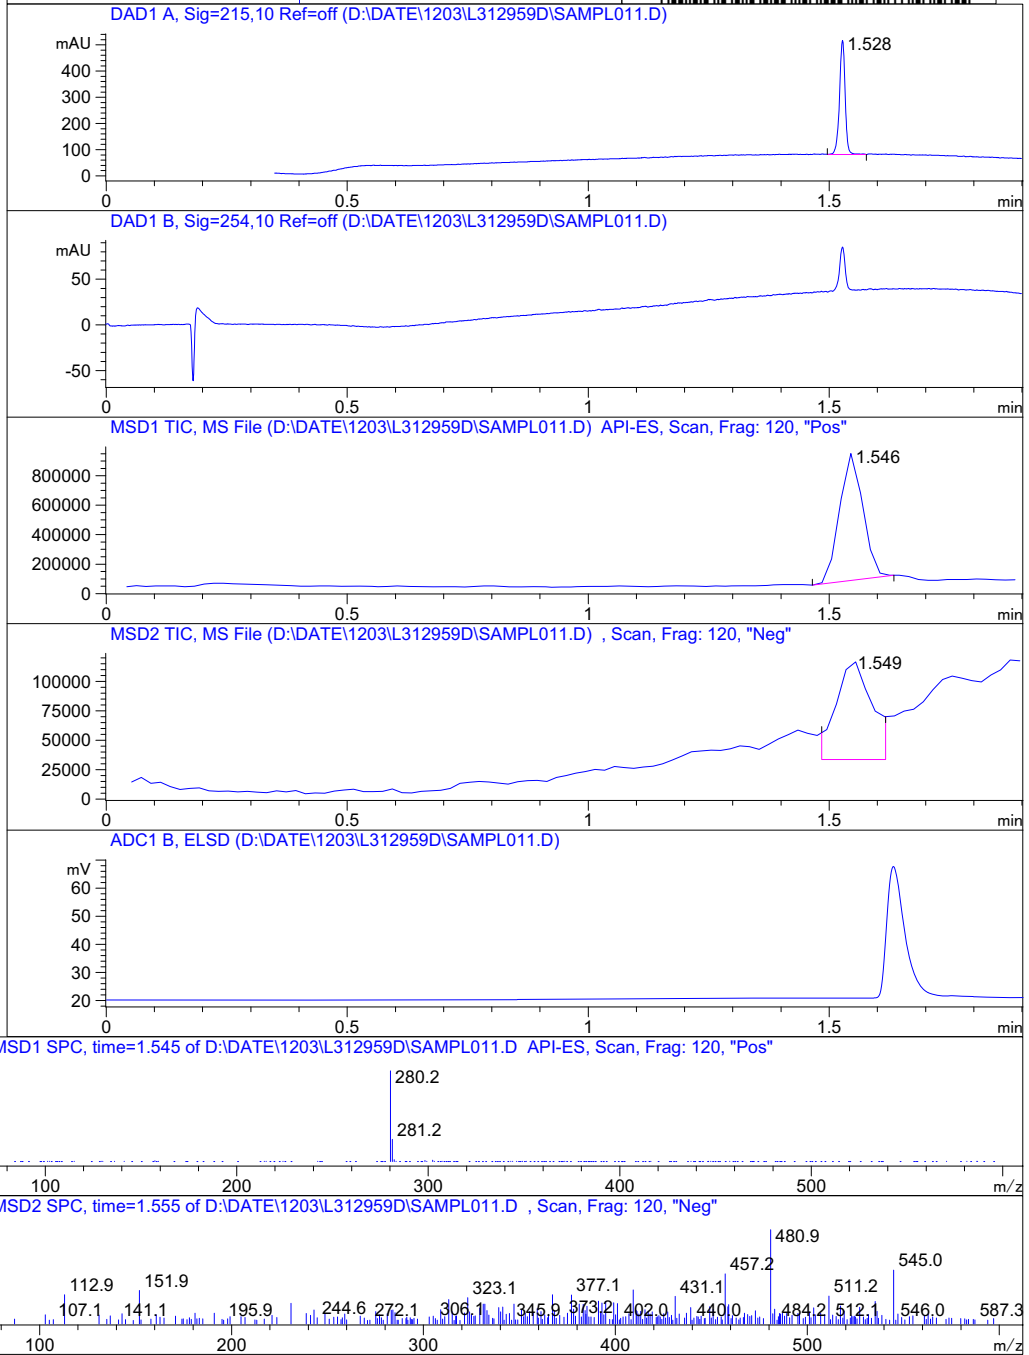 DAD1 A, Sig=215,10 Ref=off (D:\DATE\1203\L312959D\SAMPL011.D)
mAU
1.528
400
300
200
100
0
0 0.5 1 1.5 min
DAD1 B, Sig=254,10 Ref=off (D:\DATE\1203\L312959D\SAMPL011.D)
mAU
50
0
-50
0 0.5 1 1.5 min
MSD1 TIC, MS File (D:\DATE\1203\L312959D\SAMPL011.D) API-ES, Scan, Frag: 120, "Pos"
1.546
800000
600000
400000
200000
0
0 0.5 1 1.5 min
MSD2 TIC, MS File (D:\DATE\1203\L312959D\SAMPL011.D) , Scan, Frag: 120, "Neg"
1.549
100000
75000
50000
25000
0
0 0.5 1 1.5 min
ADC1 B, ELSD (D:\DATE\1203\L312959D\SAMPL011.D)
mV
60
50
40
30
20
0 0.5 1 1.5 min
MSD1 SPC, time=1.545 of D:\DATE\1203\L312959D\SAMPL011.D API-ES, Scan, Frag: 120, "Pos"
280.2
281.2
100 200 300 400 500 m/z
MSD2 SPC, time=1.555 of D:\DATE\1203\L312959D\SAMPL011.D , Scan, Frag: 120, "Neg"
480.9
457.2 545.0
112.9 151.9 323.1 377.1 431.1 511.2
107.1 141.1 195.9 244.6 272.1 306.1 345.9 373.2 402.0 440.0 484.2 512.1 546.0 587.3
100 200 300 400 500 m/z